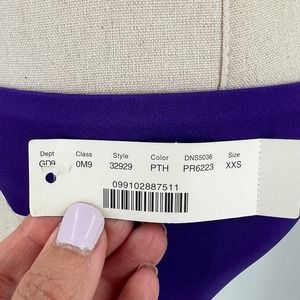 Dept Class Style Color DNS5036 Size
GD9 0M9 32929 PTH PR6223 XXS
099102887511